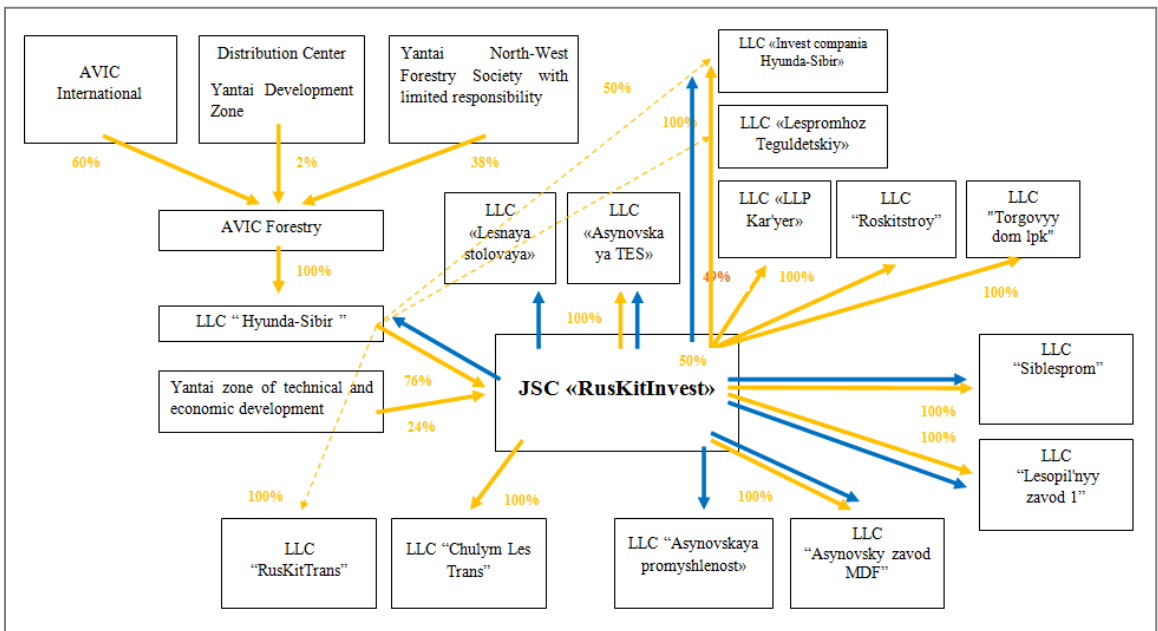 AVIC
International
Distribution Center
Yantai Development
Zone
Yantai North-West
Forestry Society with
limited responsibility
LLC «Invest compania
Hyunda-Sibir»
50%
100%
LLC «Lespromhoz
Teguldetskiy»
60%
2%
38%
LLC
«Lesnaya
stolovaya»
LLC
«Asynovska
ya TES»
LLC «LLP
Kar'yer»
LLC
“Roskitstroy”
LLC
"Torgovyy
dom lpk"
AVIC Forestry
100%
49%
100%
100%
LLC “ Hyunda-Sibir ”
100%
50%
76%
JSC «RusKitInvest»
Yantai zone of technical and
economic development
24%
LLC
“Siblesprom”
100%
100%
LLC
“Lesopil'nyy
zavod 1”
100%
100%
100%
LLC
“RusKitTrans”
LLC “Chulym Les
Trans”
LLC “Asynovskaya
promyshlenost»
LLC
“Asynovsky zavod
MDF”